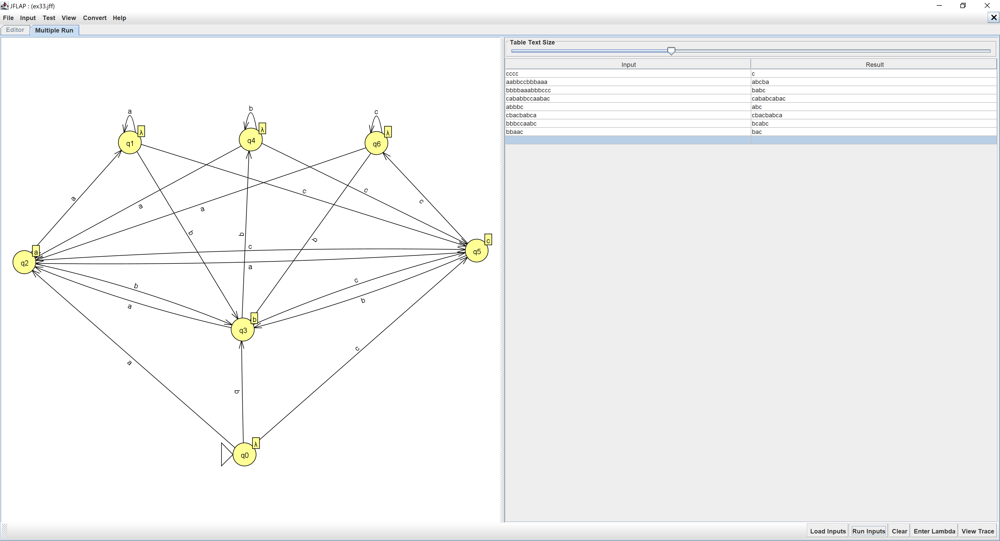 JFLAP : (ex33.jff)
File Input Test View Convert Help
Editor Multiple Run
Table Text Size
Input Result
cccc c
aabbccbbbaaa abcba
bbbbaaabbbccc babc
cababbccaabac cababcabac
abbbc abc
cbacbabca cbacbabca
bbbccaabc bcabc
bbaac bac
a b c
λ λ λ
q1 q4 q6
c c
a a a c
b b b
c
a c
q2 q5
a
b c
a b
b
q3
c
a
b
λ
q0
Load Inputs Run Inputs Clear Enter Lambda View Trace